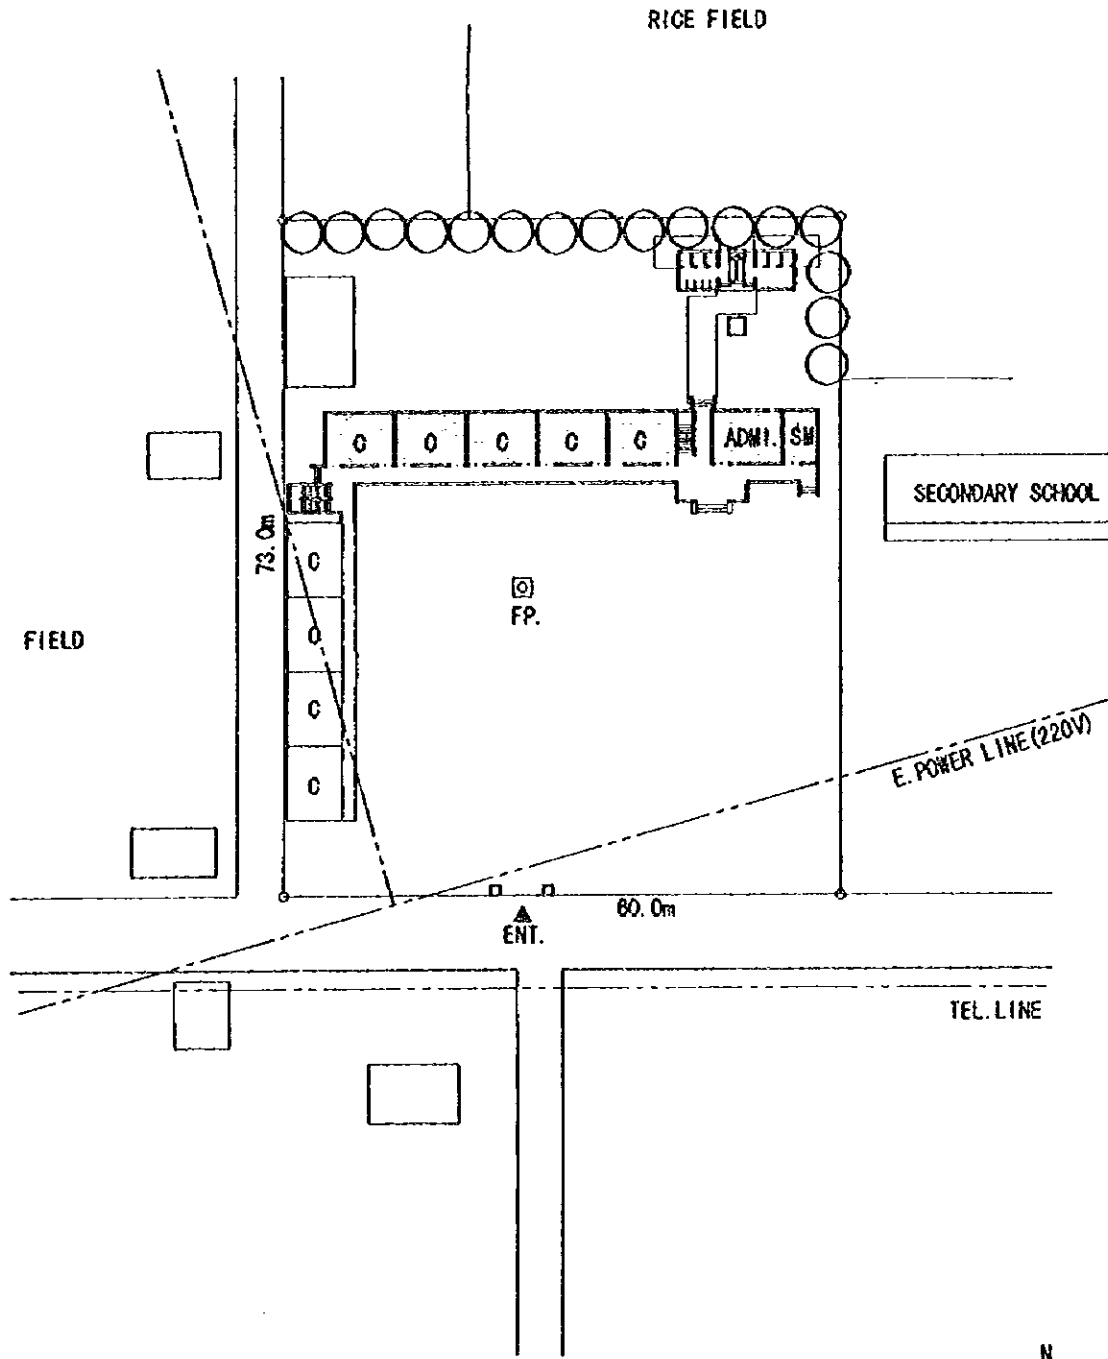 RICE FIELD
C C C C C ADMI. SM
SECONDARY SCHOOL
73.0m
C
FP.
FIELD
C
C
E.POWER LINE(220V)
C
60.0m
ENT.
TEL.LINE
N